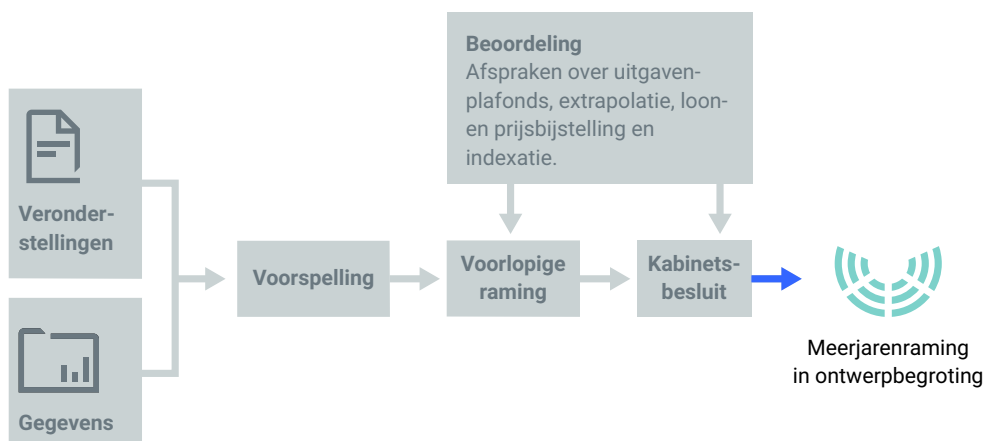 Beoordeling
Afspraken over uitgaven-
plafonds, extrapolatie, loon-
en prijsbijstelling en
indexatie.
Veronder-
stellingen
Voorspelling
Voorlopige
raming
Kabinets-
besluit
Meerjarenraming
in ontwerpbegroting
Gegevens